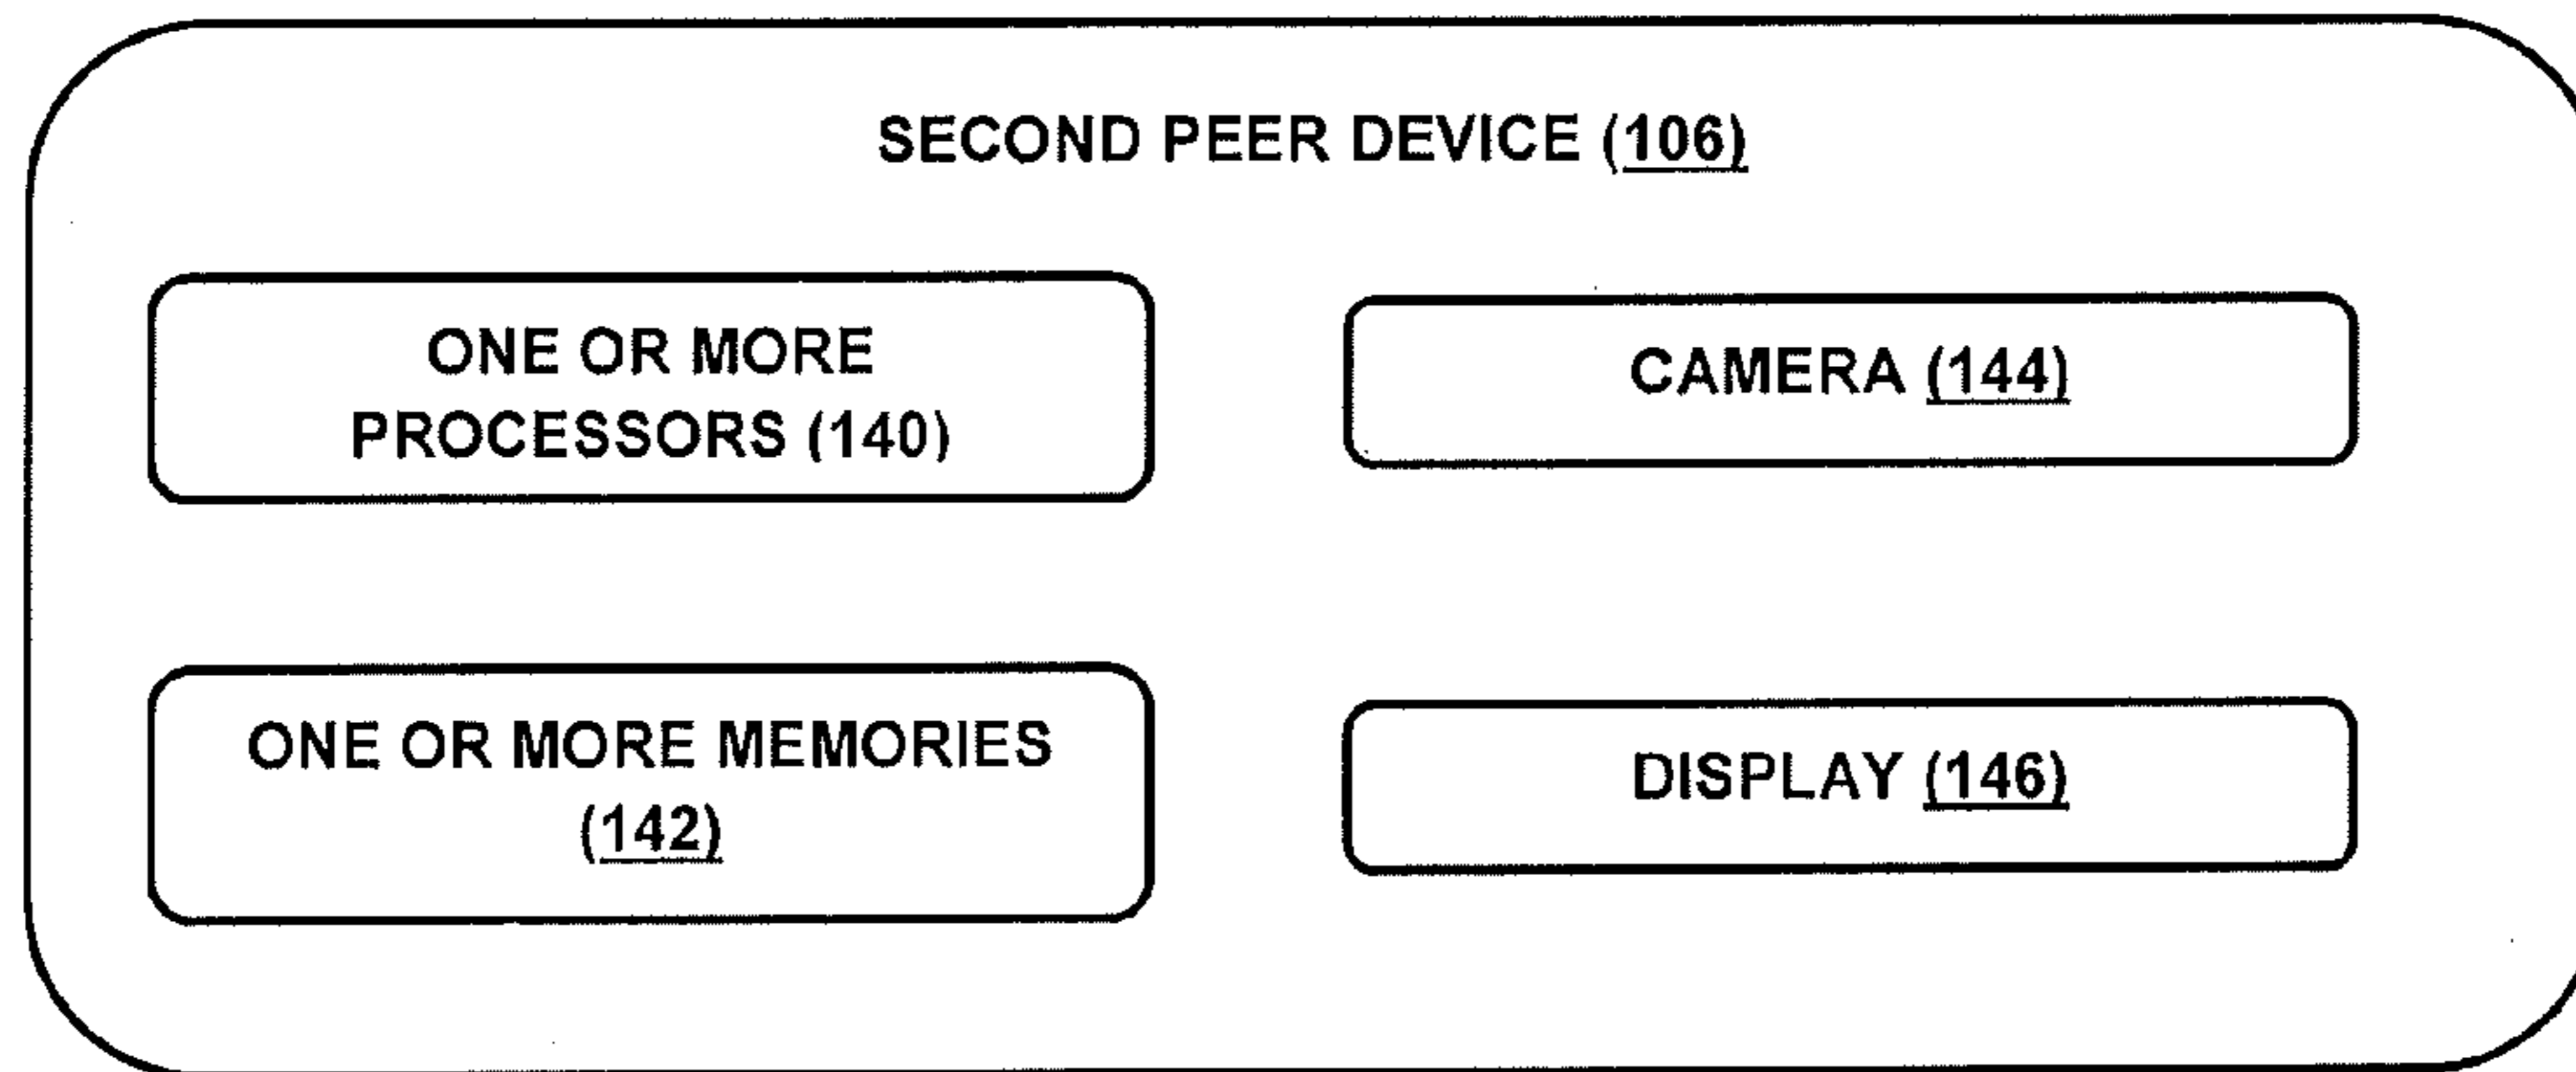 SECOND PEER DEVICE (106)
ONE OR MORE
PROCESSORS (140)
CAMERA (144)
ONE OR MORE MEMORIES
(142)
DISPLAY (146)